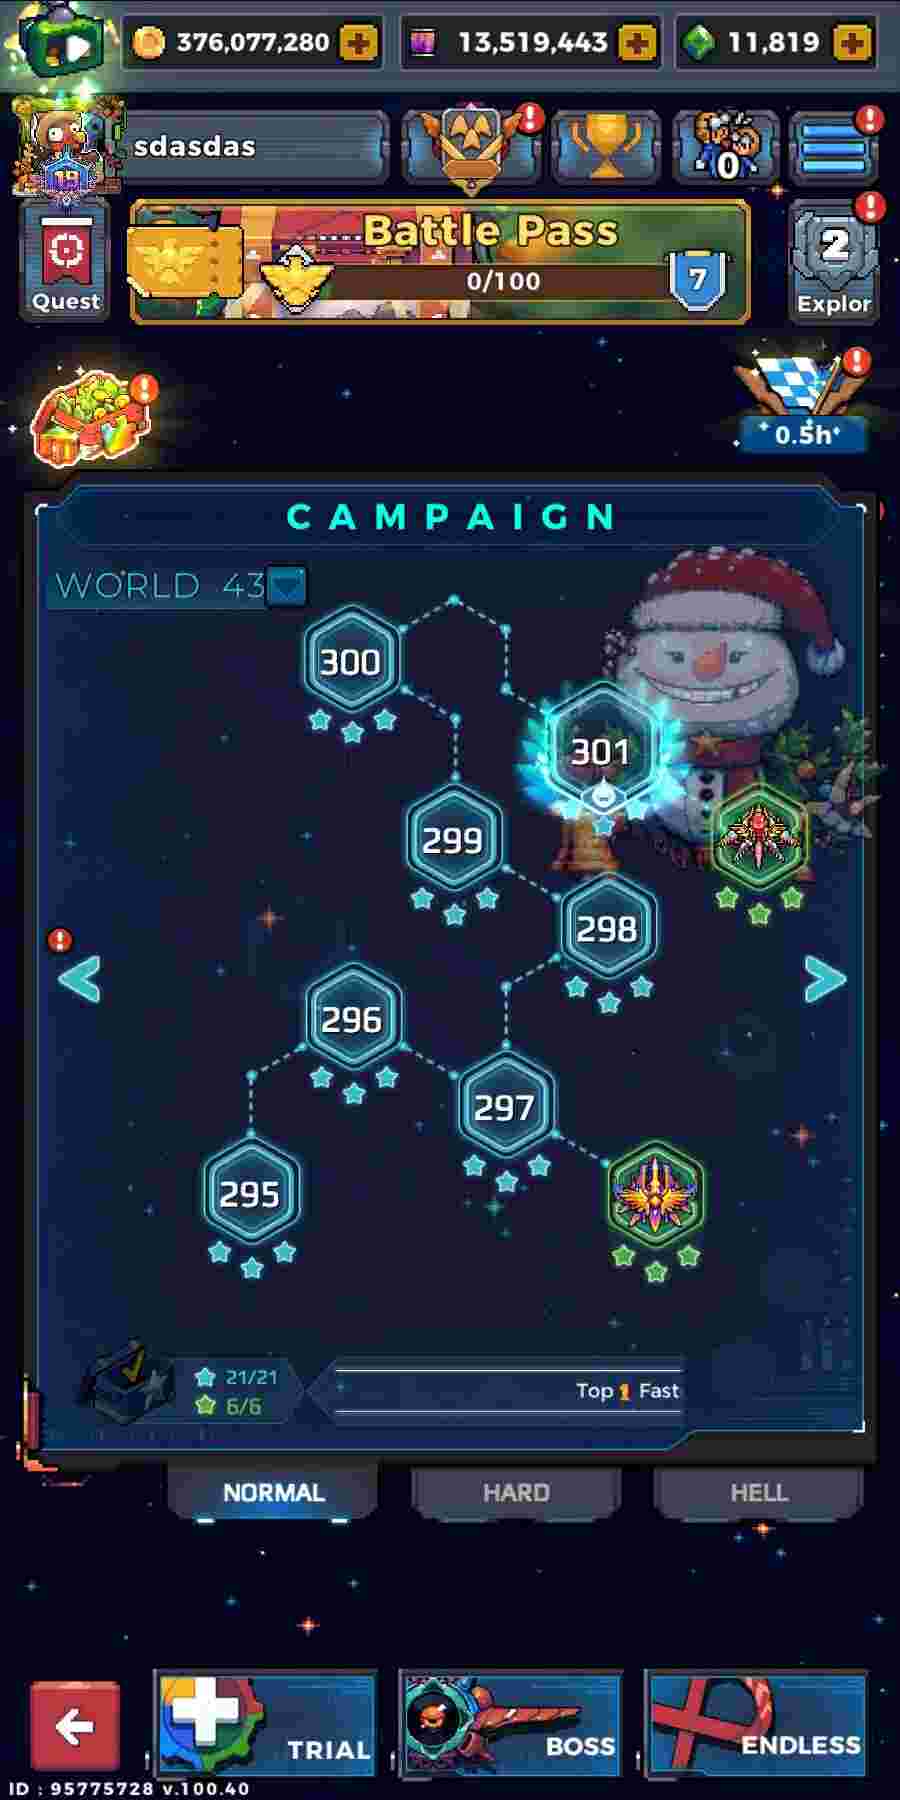 376,077,280
13,519,443
11,819
19
sdasdas
0
Battle Pass
0/100
7
Quest
2
Explor
0.5h
CAMPAIGN
WORLD 43
300
301
299
298
296
297
295
21/21
6/6
Top 1 Fast
NORMAL
HARD
HELL
TRIAL
BOSS
ENDLESS
ID : 95775728 v.100.40